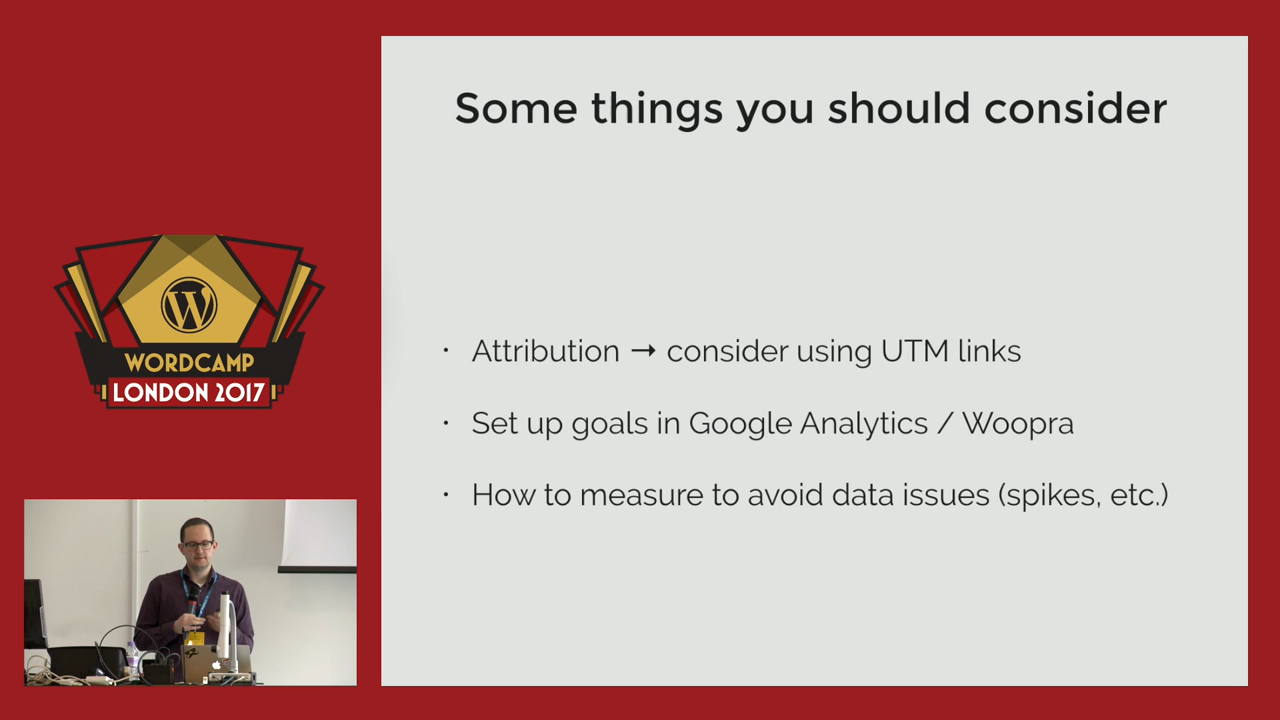 Some things you should consider
· Attribution → consider using UTM links
· Set up goals in Google Analytics / Woopra
· How to measure to avoid data issues (spikes, etc.)
WORDCAMP
LONDON 2017